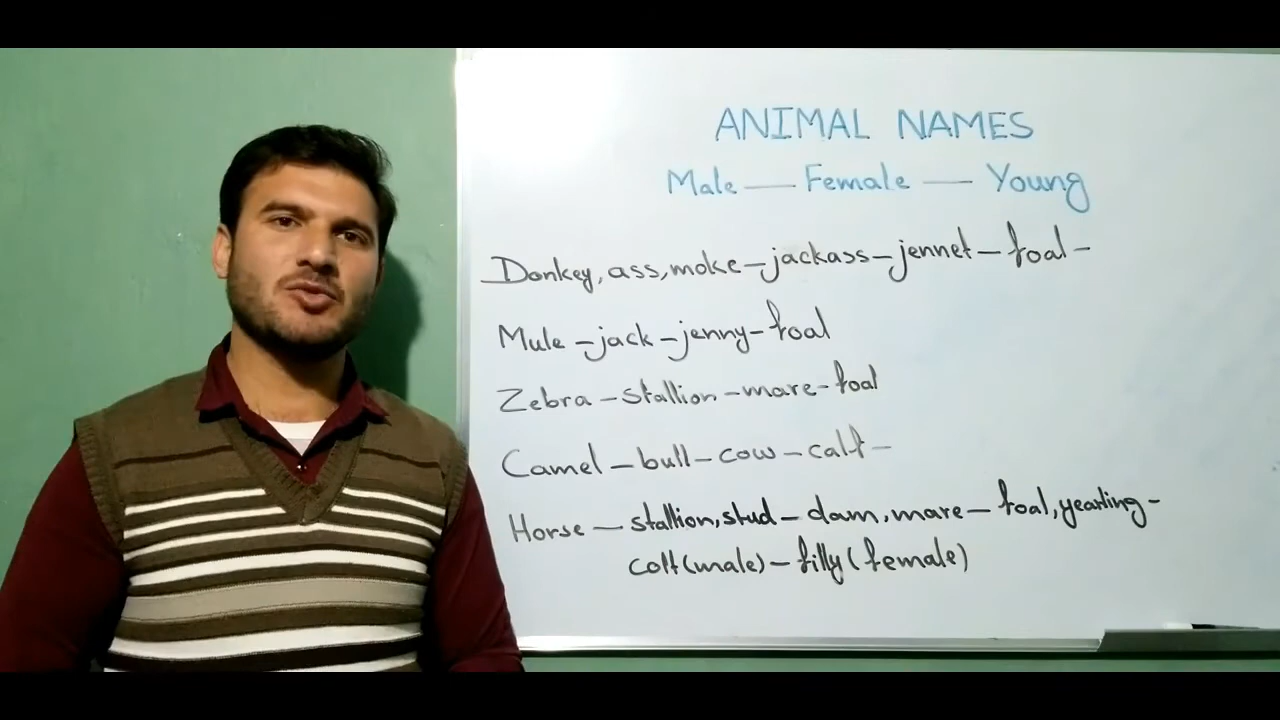 ANIMAL NAMES
Male — Female — Young
Donkey, ass, moke – jackass – jennet – foal –
Mule – jack – jenny – foal
Zebra – stallion – mare – foal
Camel – bull – cow – calf –
Horse – stallion, stud – dam, mare – foal, yearling –
colt (male) – filly (female)